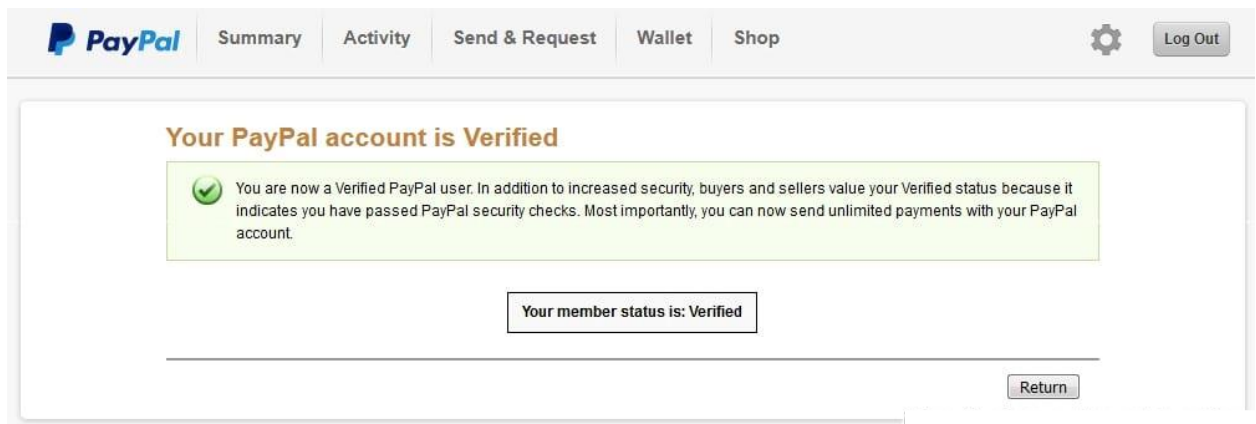 PayPal Summary Activity Send & Request Wallet Shop Log Out
Your PayPal account is Verified
You are now a Verified PayPal user. In addition to increased security, buyers and sellers value your Verified status because it
indicates you have passed PayPal security checks. Most importantly, you can now send unlimited payments with your PayPal
account.
Your member status is: Verified
Return